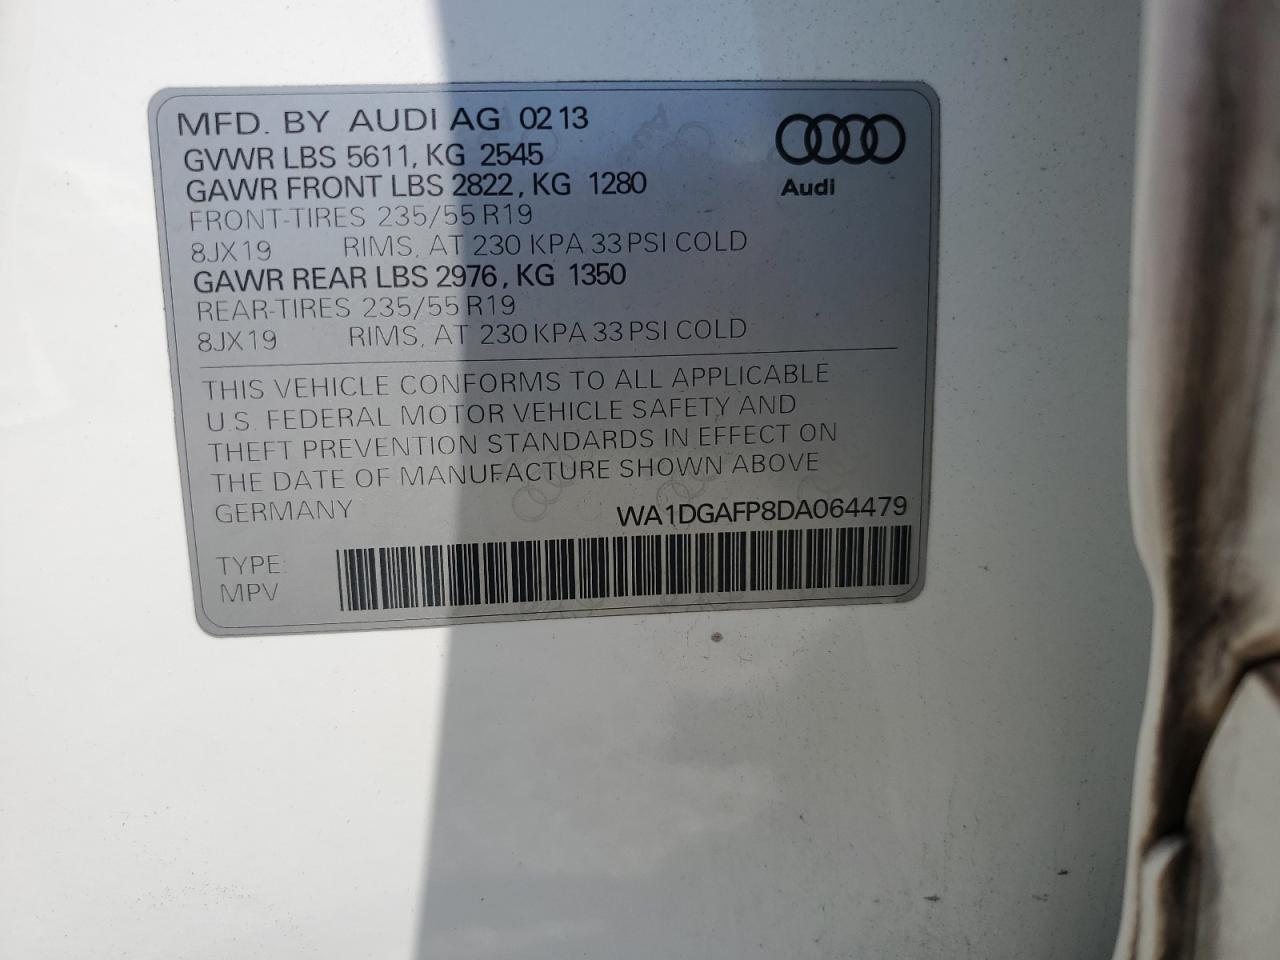 MFD. BY AUDI AG 02 13
GVWR LBS 5611, KG 2545
GAWR FRONT LBS 2822, KG 1280
FRONT-TIRES 235/55 R19
8JX19 RIMS, AT 230 KPA 33 PSI COLD
GAWR REAR LBS 2976, KG 1350
REAR-TIRES 235/55 R19
8JX19 RIMS, AT 230 KPA 33 PSI COLD
Audi
THIS VEHICLE CONFORMS TO ALL APPLICABLE
U.S. FEDERAL MOTOR VEHICLE SAFETY AND
THEFT PREVENTION STANDARDS IN EFFECT ON
THE DATE OF MANUFACTURE SHOWN ABOVE
GERMANY WA1DGAFP8DA064479
TYPE:
MPV